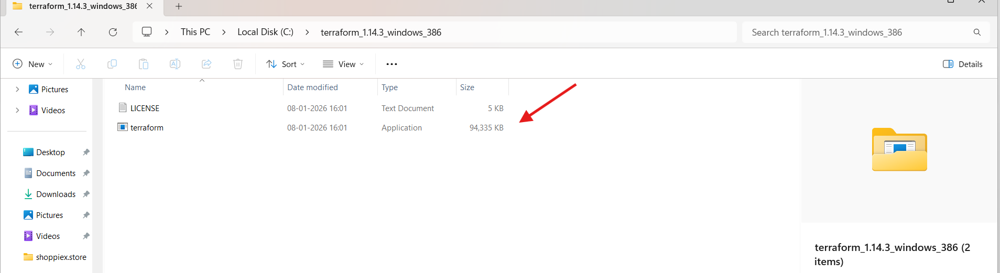 terraform_1.14.3_windows_386
This PC > Local Disk (C:) > terraform_1.14.3_windows_386
Search terraform_1.14.3_windows_386
New
Sort
View
Details
Pictures
Videos
Desktop
Documents
Downloads
Pictures
Videos
shoppiex.store
Name Date modified Type Size
LICENSE 08-01-2026 16:01 Text Document 5 KB
terraform 08-01-2026 16:01 Application 94,335 KB
terraform_1.14.3_windows_386 (2
items)